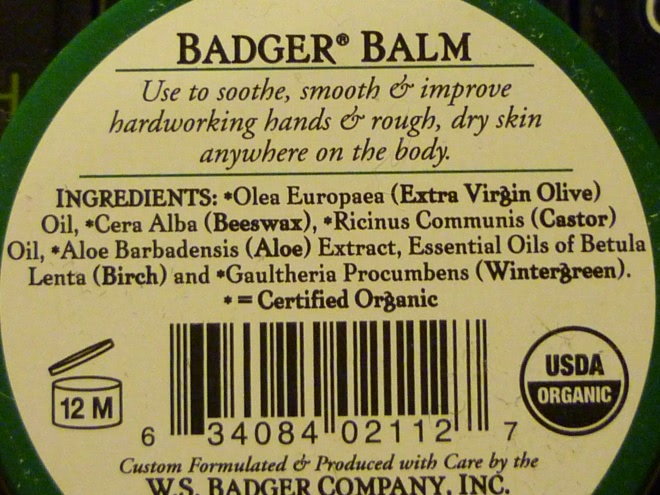 BADGER® BALM
Use to soothe, smooth & improve
hardworking hands & rough, dry skin
anywhere on the body.
INGREDIENTS: *Olea Europaea (Extra Virgin Olive)
Oil, *Cera Alba (Beeswax), *Ricinus Communis (Castor)
Oil, *Aloe Barbadensis (Aloe) Extract, Essential Oils of Betula
Lenta (Birch) and *Gaultheria Procumbens (Wintergreen).
* = Certified Organic
12 M
6 34084 02112 7
USDA
ORGANIC
Custom Formulated & Produced with Care by the
W.S. BADGER COMPANY, INC.